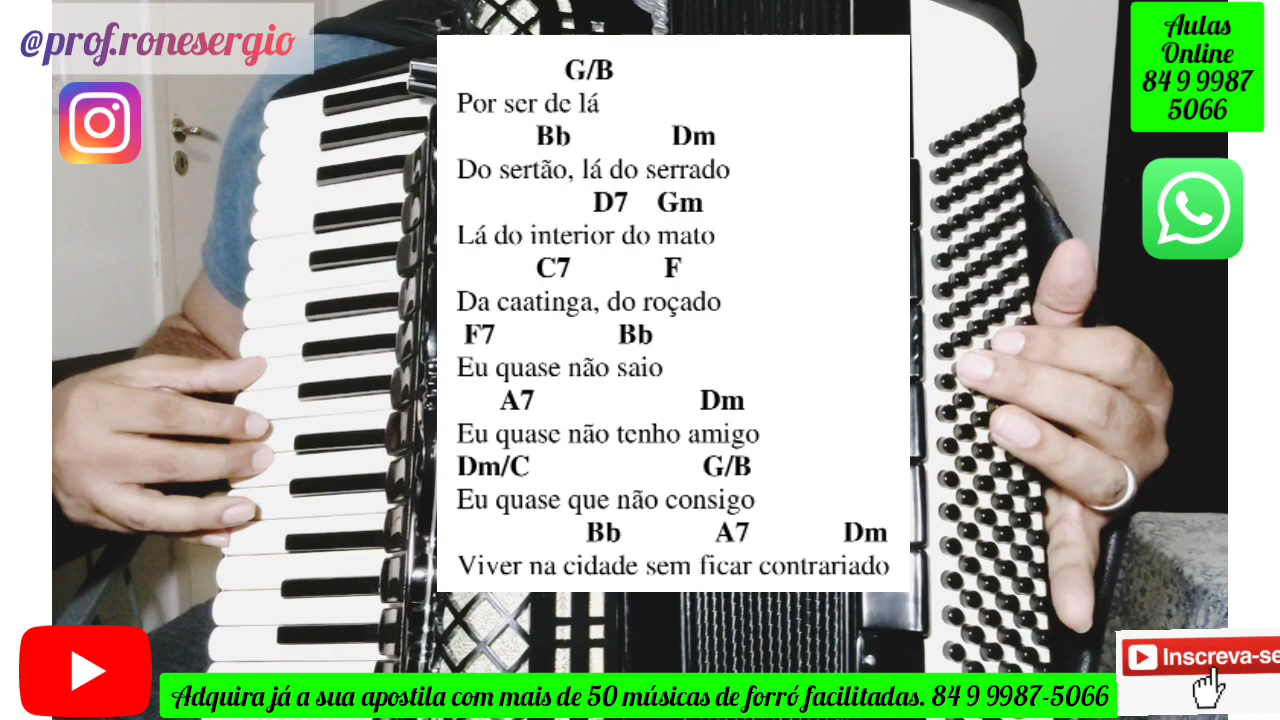 @prof.ronesergio
Aulas
Online
84 9 9987
5066
G/B
Por ser de lá
Bb Dm
Do sertão, lá do serrado
D7 Gm
Lá do interior do mato
C7 F
Da caatinga, do roçado
F7 Bb
Eu quase não saio
A7 Dm
Eu quase não tenho amigo
Dm/C G/B
Eu quase que não consigo
Bb A7 Dm
Viver na cidade sem ficar contrariado
Inscreva-se
Adquira já a sua apostila com mais de 50 músicas de forró facilitadas. 84 9 9987-5066